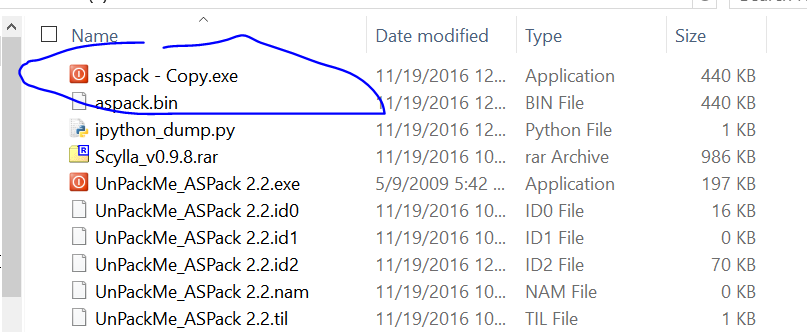 Name Date modified Type Size
aspack - Copy.exe 11/19/2016 12... Application 440 KB
aspack.bin 11/19/2016 12... BIN File 440 KB
ipython_dump.py 11/19/2016 12... Python File 1 KB
Scylla_v0.9.8.rar 11/19/2016 10... rar Archive 986 KB
UnPackMe_ASPack 2.2.exe 5/9/2009 5:42 ... Application 197 KB
UnPackMe_ASPack 2.2.id0 11/19/2016 10... ID0 File 16 KB
UnPackMe_ASPack 2.2.id1 11/19/2016 10... ID1 File 0 KB
UnPackMe_ASPack 2.2.id2 11/19/2016 12... ID2 File 70 KB
UnPackMe_ASPack 2.2.nam 11/19/2016 10... NAM File 0 KB
UnPackMe_ASPack 2.2.til 11/19/2016 10... TIL File 1 KB